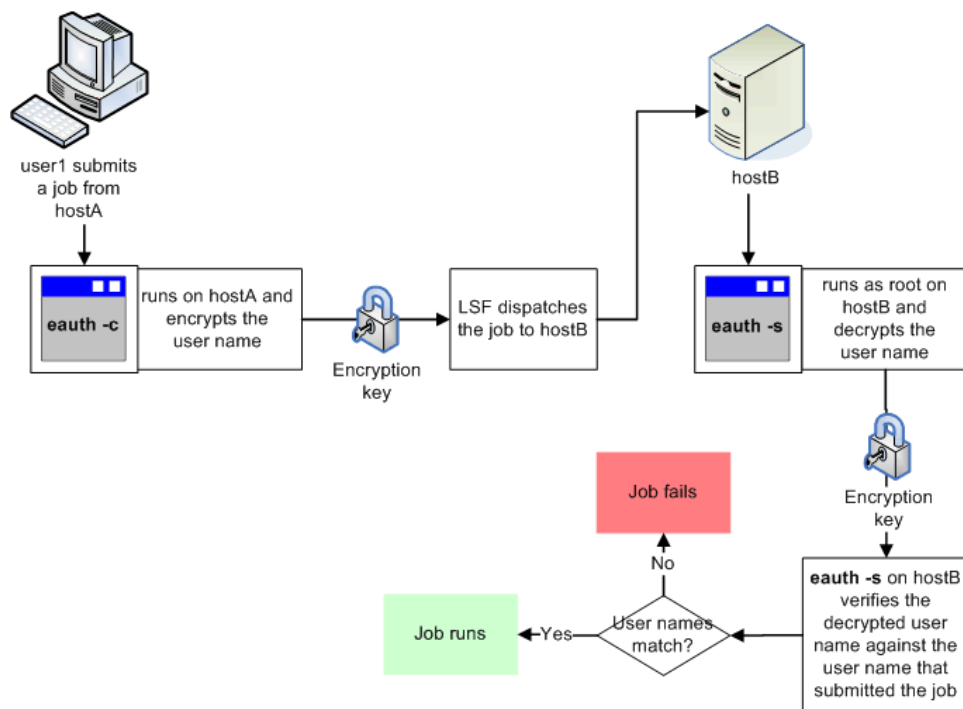 user1 submits
a job from
hostA
eauth -c
runs on hostA and
encrypts the
user name
Encryption
key
LSF dispatches
the job to hostB
hostB
eauth -s
runs as root on
hostB and
decrypts the
user name
Encryption
key
eauth -s on hostB
verifies the
decrypted user
name against the
user name that
submitted the job
User names
match?
No
Job fails
Yes
Job runs